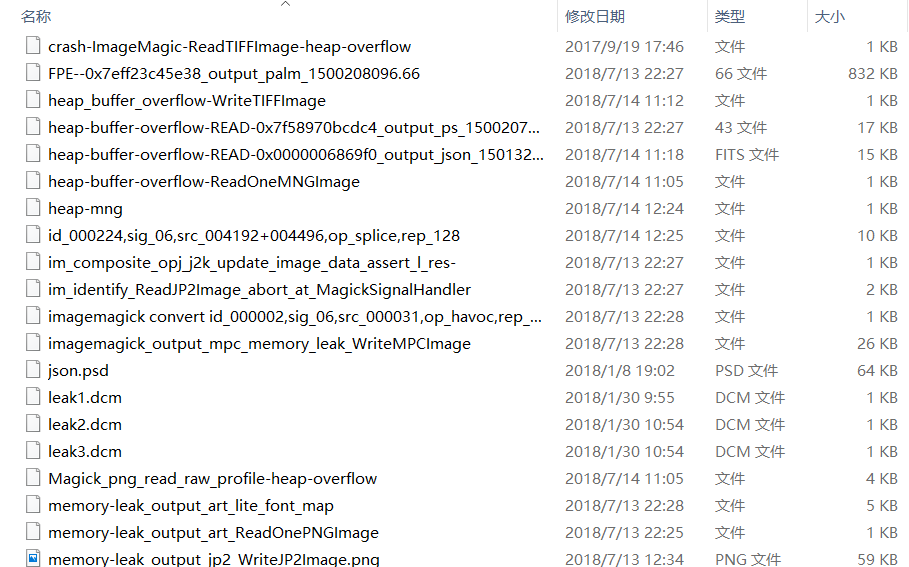 名称 修改日期 类型 大小
crash-ImageMagic-ReadTIFFImage-heap-overflow 2017/9/19 17:46 文件 1 KB
FPE--0x7eff23c45e38_output_palm_1500208096.66 2018/7/13 22:27 66 文件 832 KB
heap_buffer_overflow-WriteTIFFImage 2018/7/14 11:12 文件 1 KB
heap-buffer-overflow-READ-0x7f58970bcdc4_output_ps_1500207... 2018/7/13 22:27 43 文件 17 KB
heap-buffer-overflow-READ-0x0000006869f0_output_json_150132... 2018/7/14 11:18 FITS 文件 15 KB
heap-buffer-overflow-ReadOneMNGImage 2018/7/14 11:05 文件 1 KB
heap-mng 2018/7/14 12:24 文件 1 KB
id_000224,sig_06,src_004192+004496,op_splice,rep_128 2018/7/14 12:25 文件 10 KB
im_composite_opj_j2k_update_image_data_assert_l_res- 2018/7/13 22:27 文件 1 KB
im_identify_ReadJP2Image_abort_at_MagickSignalHandler 2018/7/13 22:27 文件 2 KB
imagemagick convert id_000002,sig_06,src_000031,op_havoc,rep_... 2018/7/13 22:28 文件 1 KB
imagemagick_output_mpc_memory_leak_WriteMPCImage 2018/7/13 22:28 文件 26 KB
json.psd 2018/1/8 19:02 PSD 文件 64 KB
leak1.dcm 2018/1/30 9:55 DCM 文件 1 KB
leak2.dcm 2018/1/30 10:54 DCM 文件 1 KB
leak3.dcm 2018/1/30 10:54 DCM 文件 1 KB
Magick_png_read_raw_profile-heap-overflow 2018/7/14 11:05 文件 4 KB
memory-leak_output_art_lite_font_map 2018/7/13 22:28 文件 5 KB
memory-leak_output_art_ReadOnePNGImage 2018/7/13 22:25 文件 1 KB
memory-leak_output_jp2_WriteJP2Image.png 2018/7/13 12:34 PNG 文件 59 KB